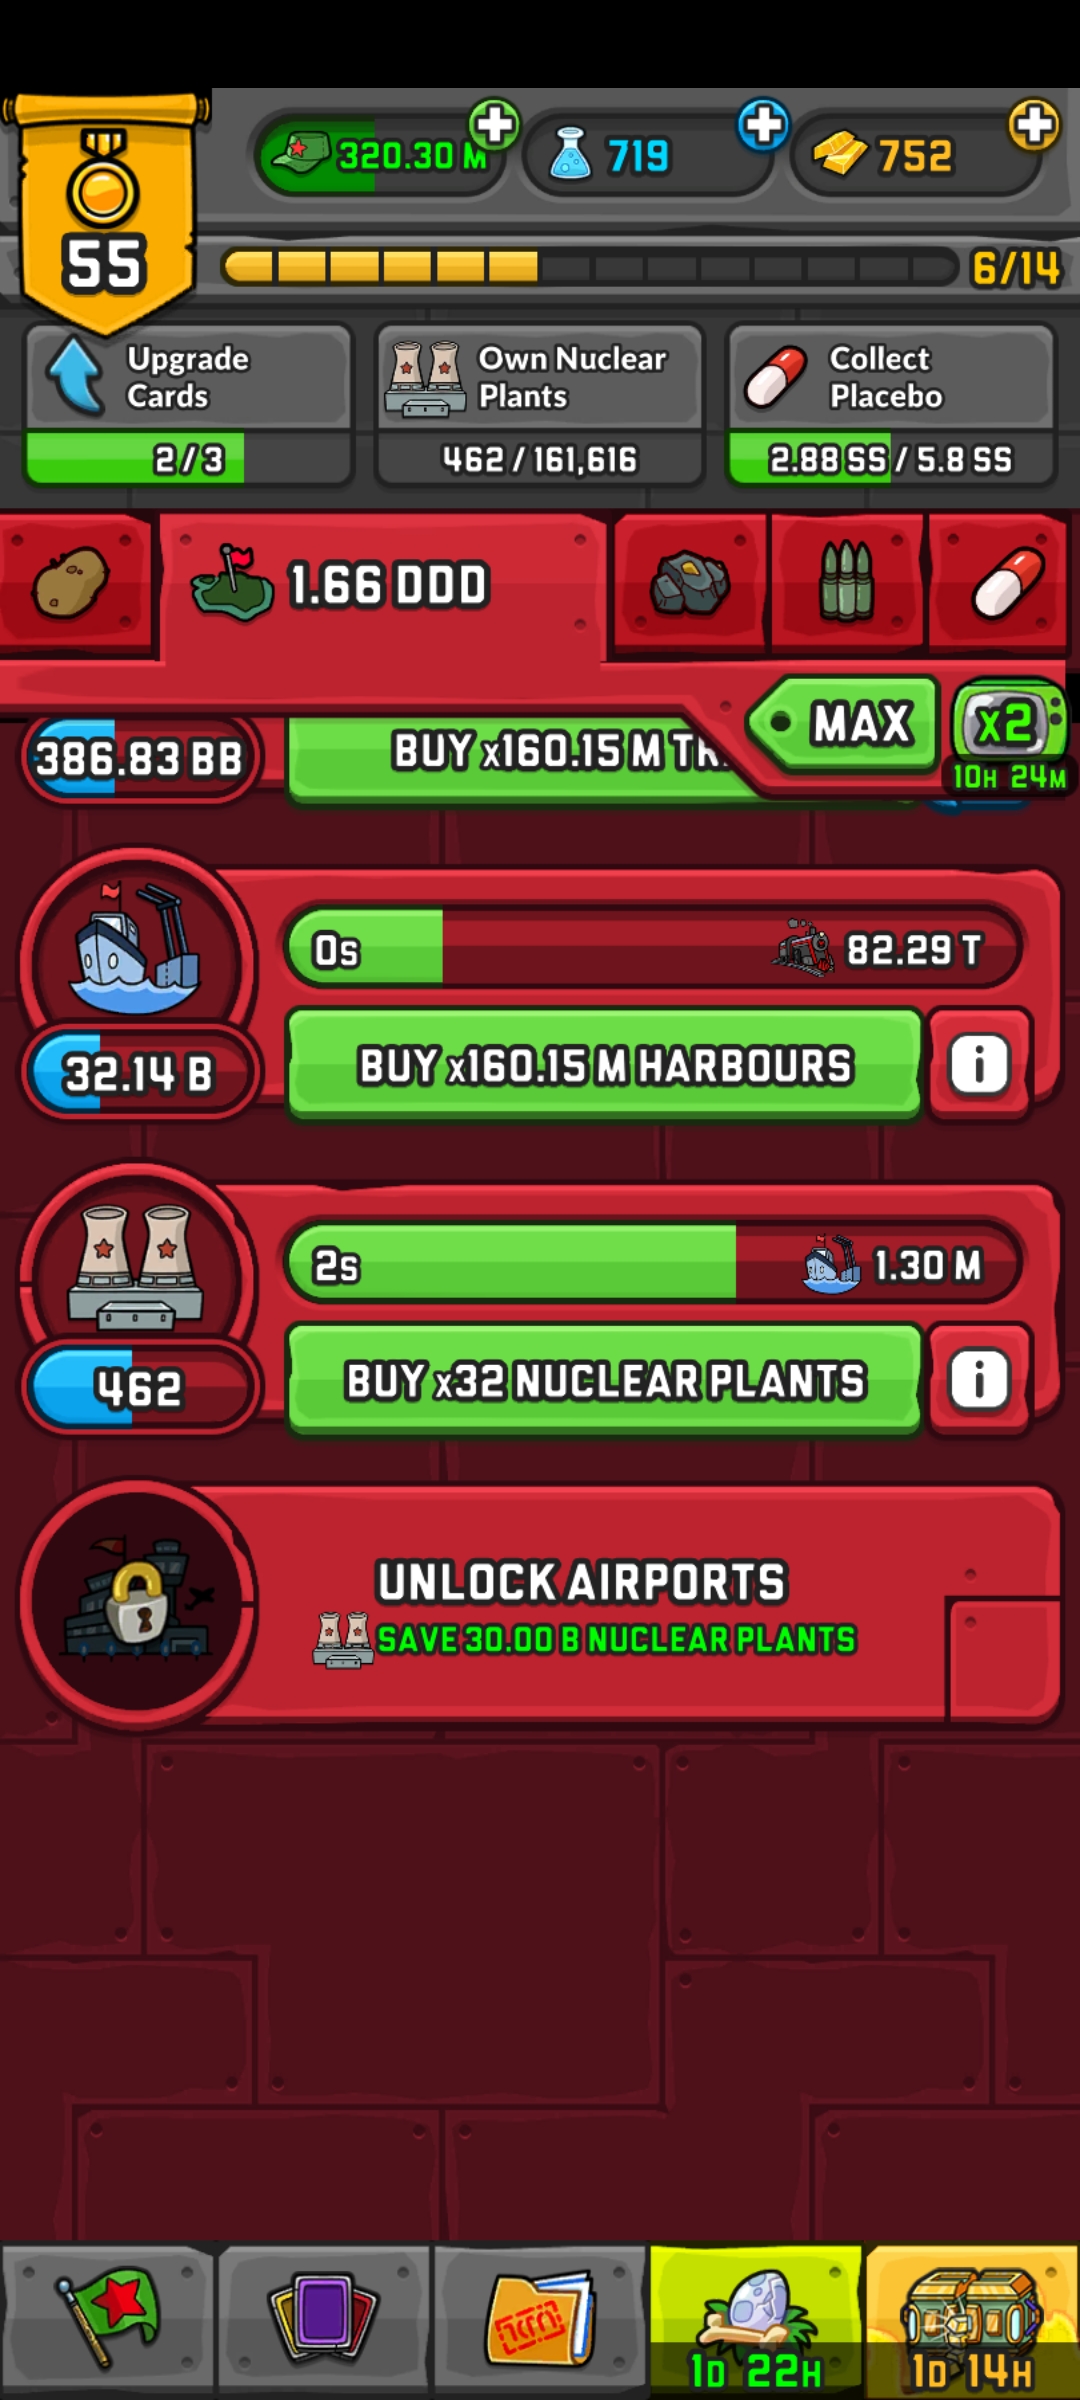 320.30 M
719
752
55
6/14
Upgrade
Cards
Own Nuclear
Plants
Collect
Placebo
2/3
462/161,616
2.88 SS/5.8 SS
1.66 DDD
MAX
x2
10H 24M
386.83 BB
BUY x160.15 M TR
0s
82.29 T
32.14 B
BUY x160.15 M HARBOURS
i
2s
1.30 M
462
BUY x32 NUCLEAR PLANTS
i
UNLOCK AIRPORTS
SAVE 30.00 B NUCLEAR PLANTS
1D 22H
1D 14H